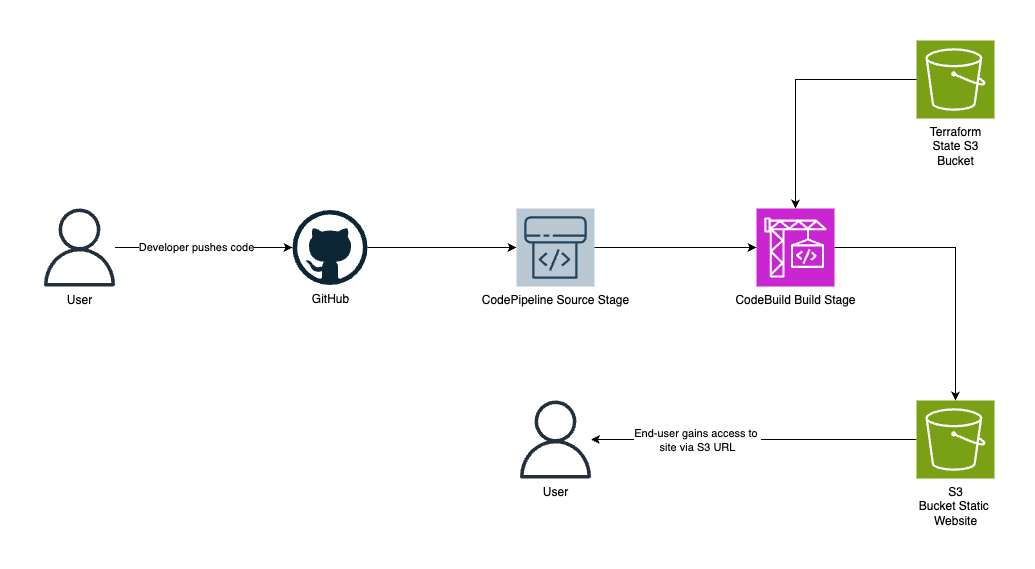 Terraform
State S3
Bucket
Developer pushes code
User
GitHub
CodePipeline Source Stage
CodeBuild Build Stage
End-user gains access to
site via S3 URL
User
S3
Bucket Static
Website